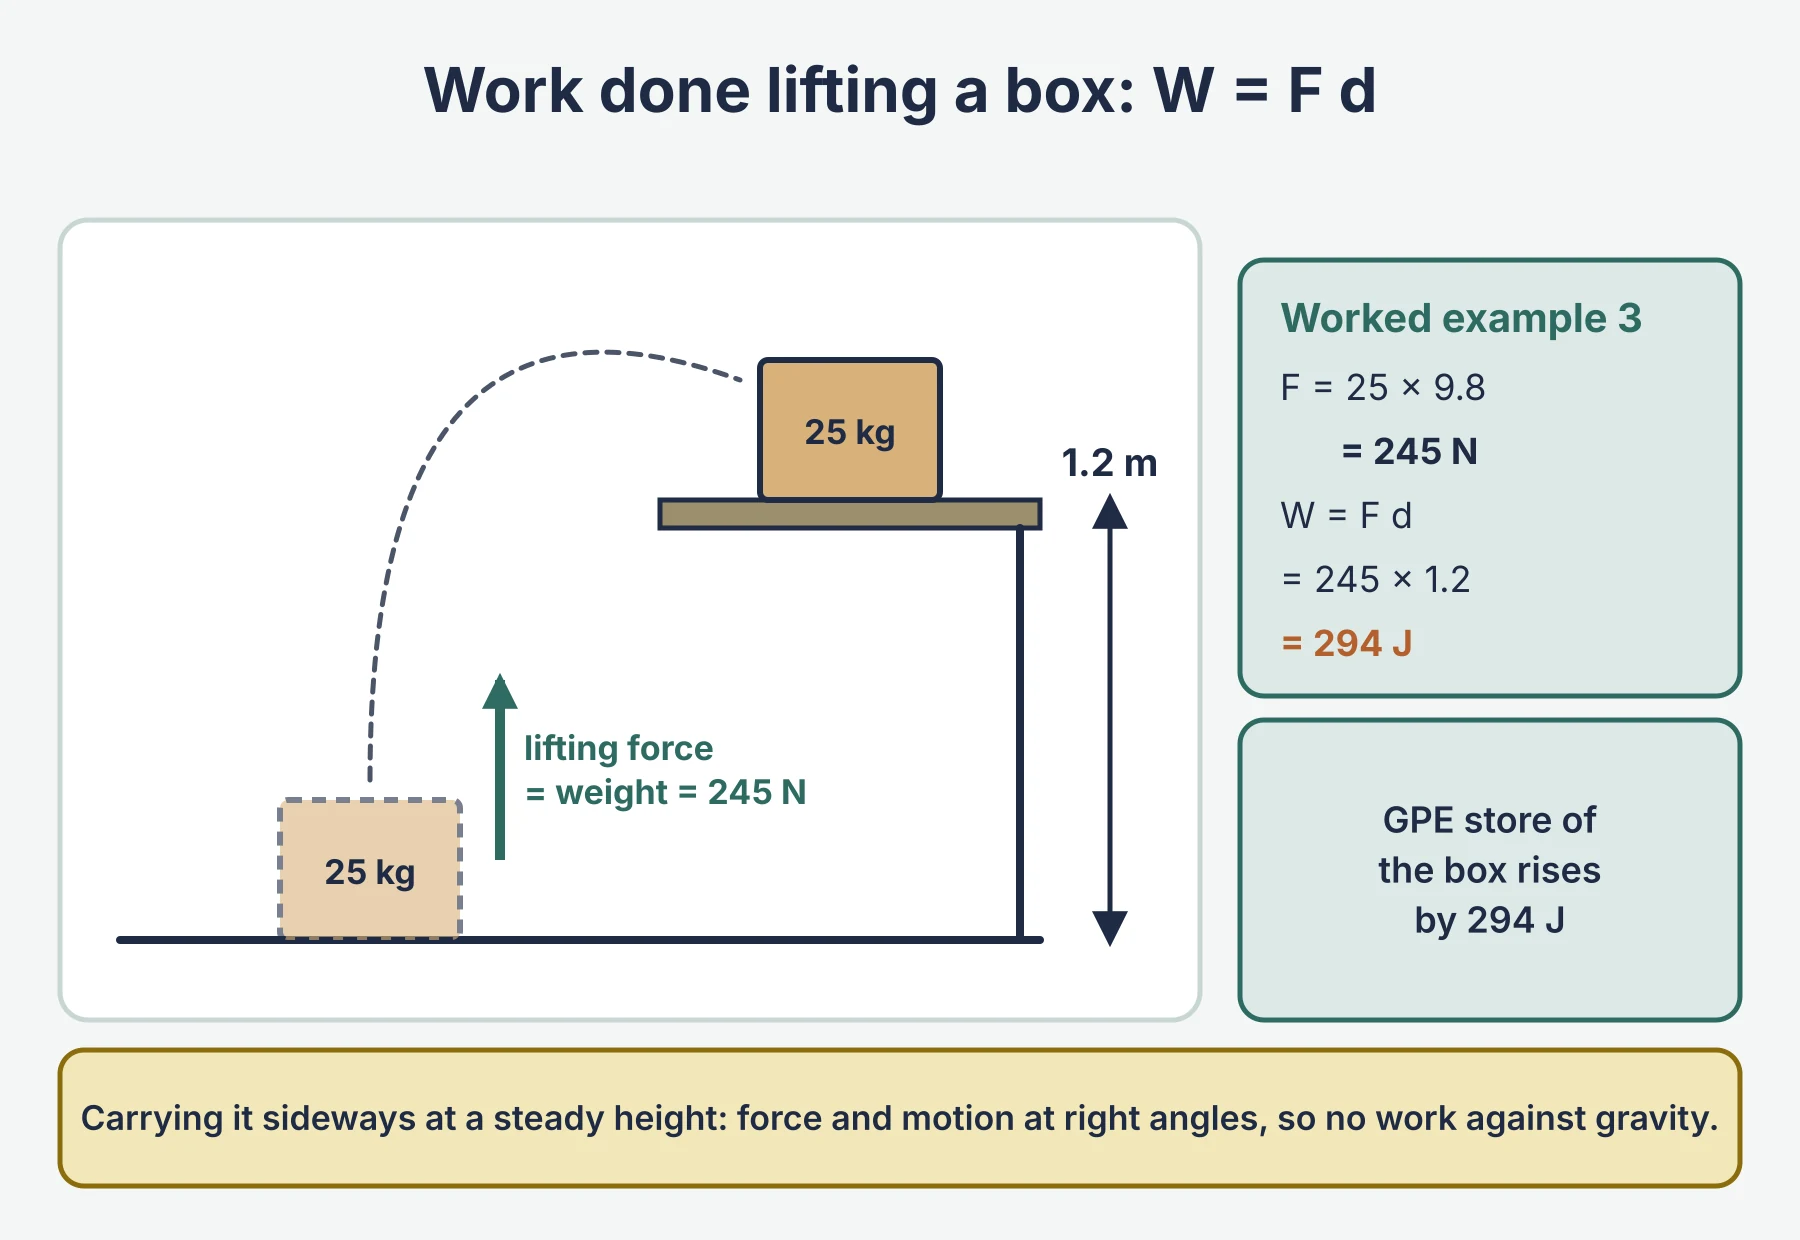 Work done lifting a box: W = F d
25 kg
1.2 m
lifting force
= weight = 245 N
25 kg
Worked example 3
F = 25 × 9.8
= 245 N
W = F d
= 245 × 1.2
= 294 J
GPE store of
the box rises
by 294 J
Carrying it sideways at a steady height: force and motion at right angles, so no work against gravity.